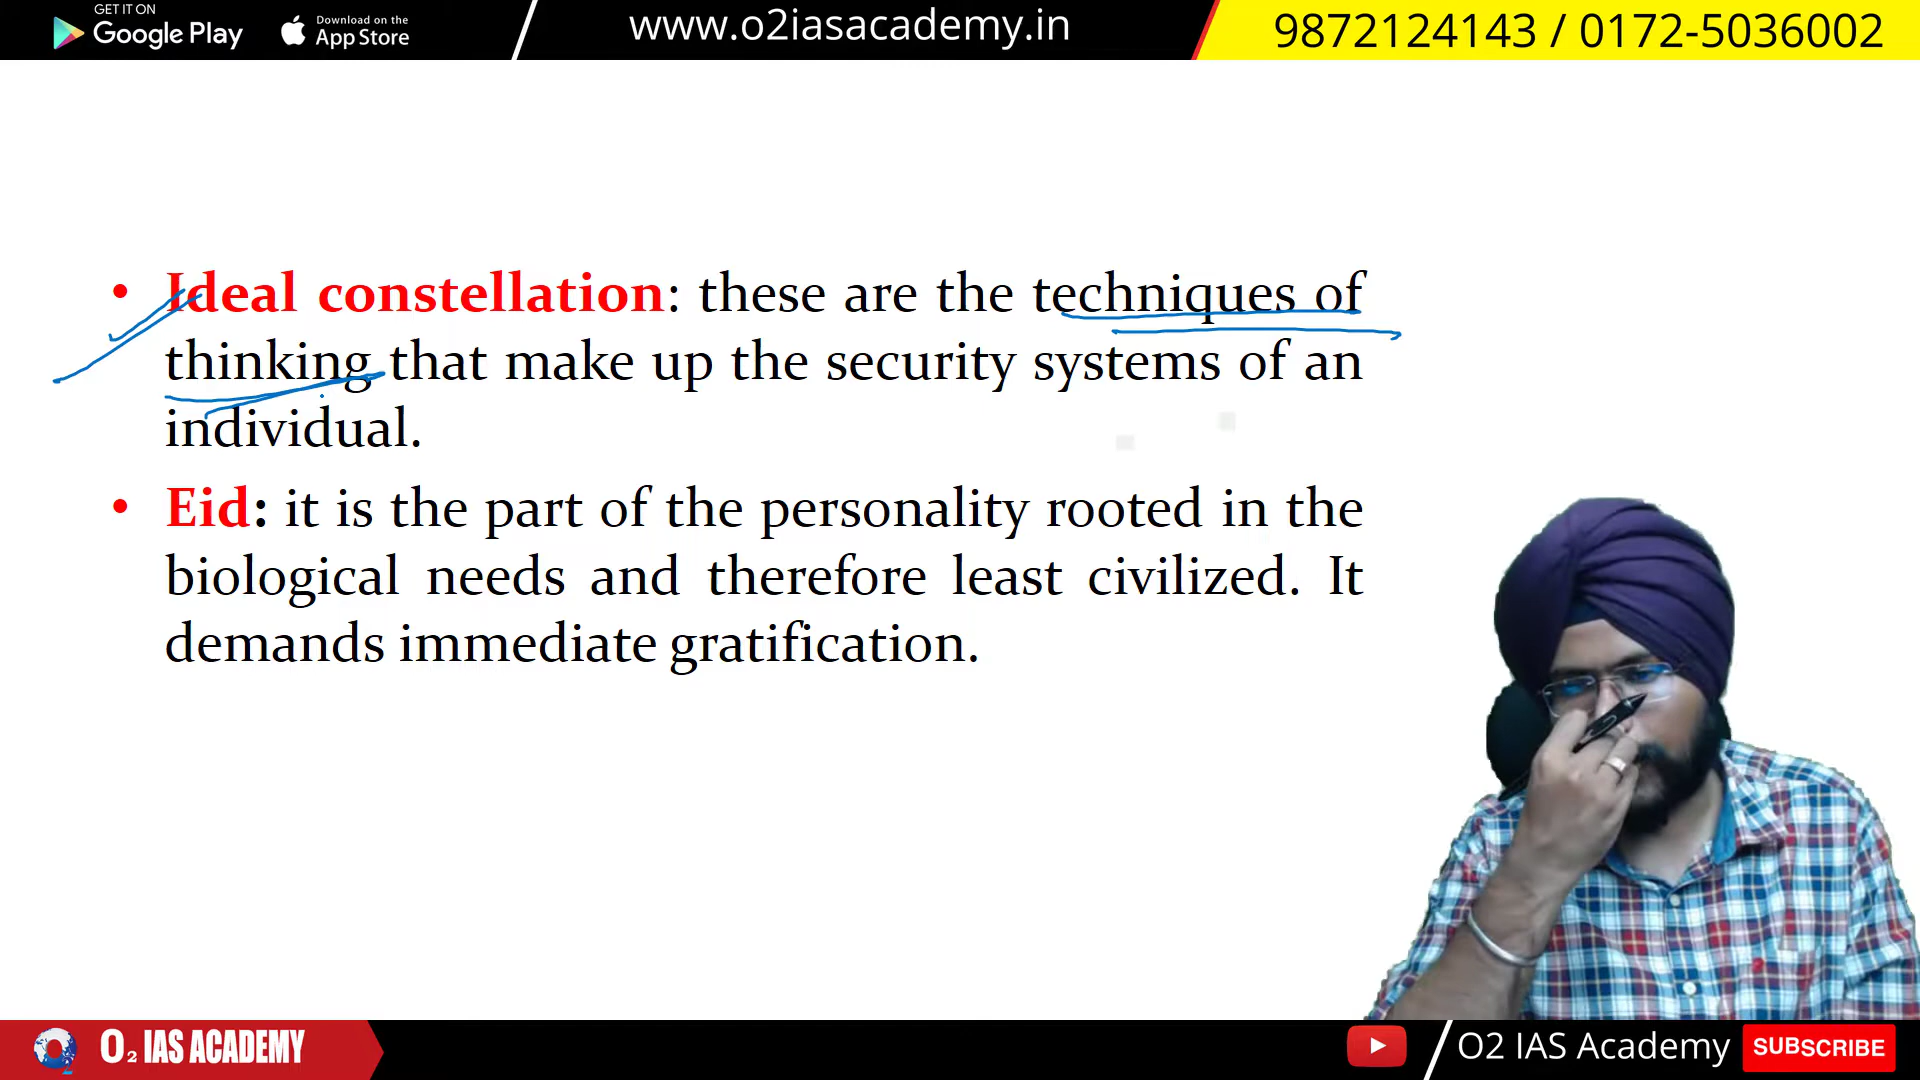 GET IT ON
Google Play
Download on the
App Store
www.o2iasacademy.in
9872124143 / 0172-5036002
• Ideal constellation: these are the techniques of
thinking that make up the security systems of an
individual.
• Eid: it is the part of the personality rooted in the
biological needs and therefore least civilized. It
demands immediate gratification.
O₂ IAS ACADEMY
O2 IAS Academy
SUBSCRIBE